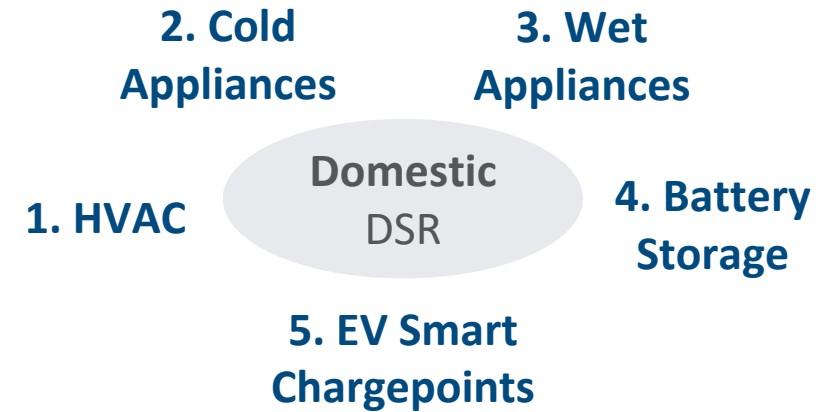 2. Cold
Appliances
3. Wet
Appliances
Domestic
DSR
1. HVAC
4. Battery
Storage
5. EV Smart
Chargepoints